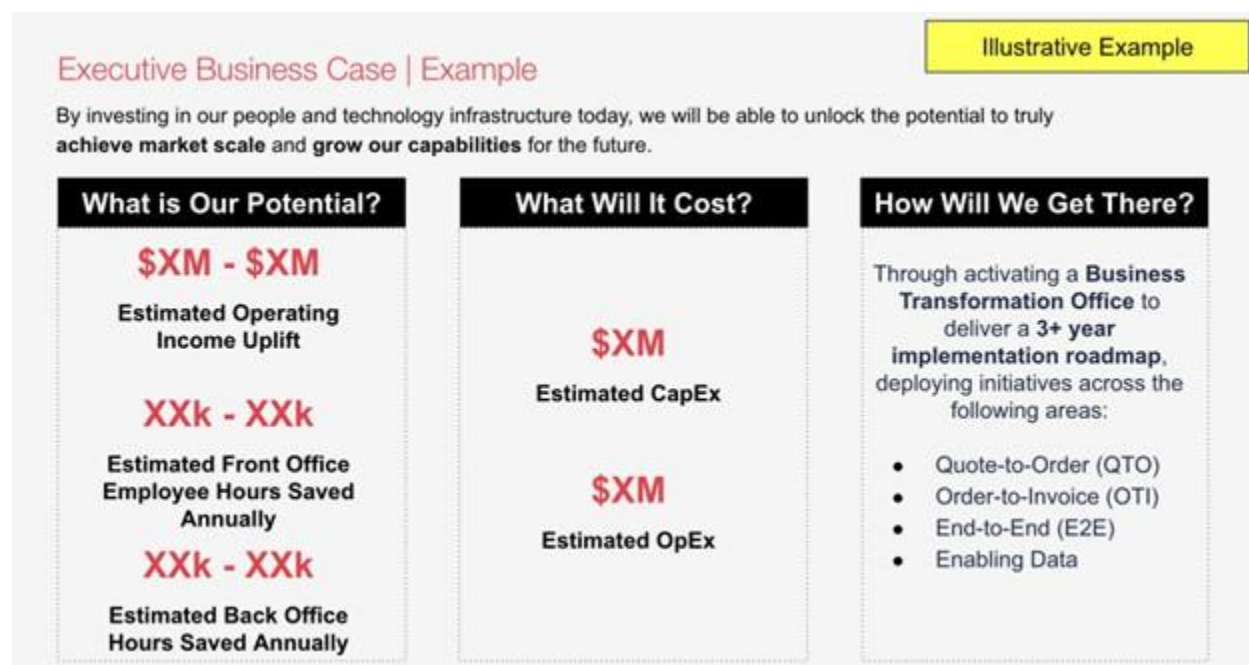 Illustrative Example
Executive Business Case | Example
By investing in our people and technology infrastructure today, we will be able to unlock the potential to truly
achieve market scale and grow our capabilities for the future.
What is Our Potential?
$XM - $XM
Estimated Operating
Income Uplift
XXk - XXk
Estimated Front Office
Employee Hours Saved
Annually
XXk - XXk
Estimated Back Office
Hours Saved Annually
What Will It Cost?
$XM
Estimated CapEx
$XM
Estimated OpEx
How Will We Get There?
Through activating a Business
Transformation Office to
deliver a 3+ year
implementation roadmap,
deploying initiatives across the
following areas:
● Quote-to-Order (QTO)
● Order-to-Invoice (OTI)
● End-to-End (E2E)
● Enabling Data